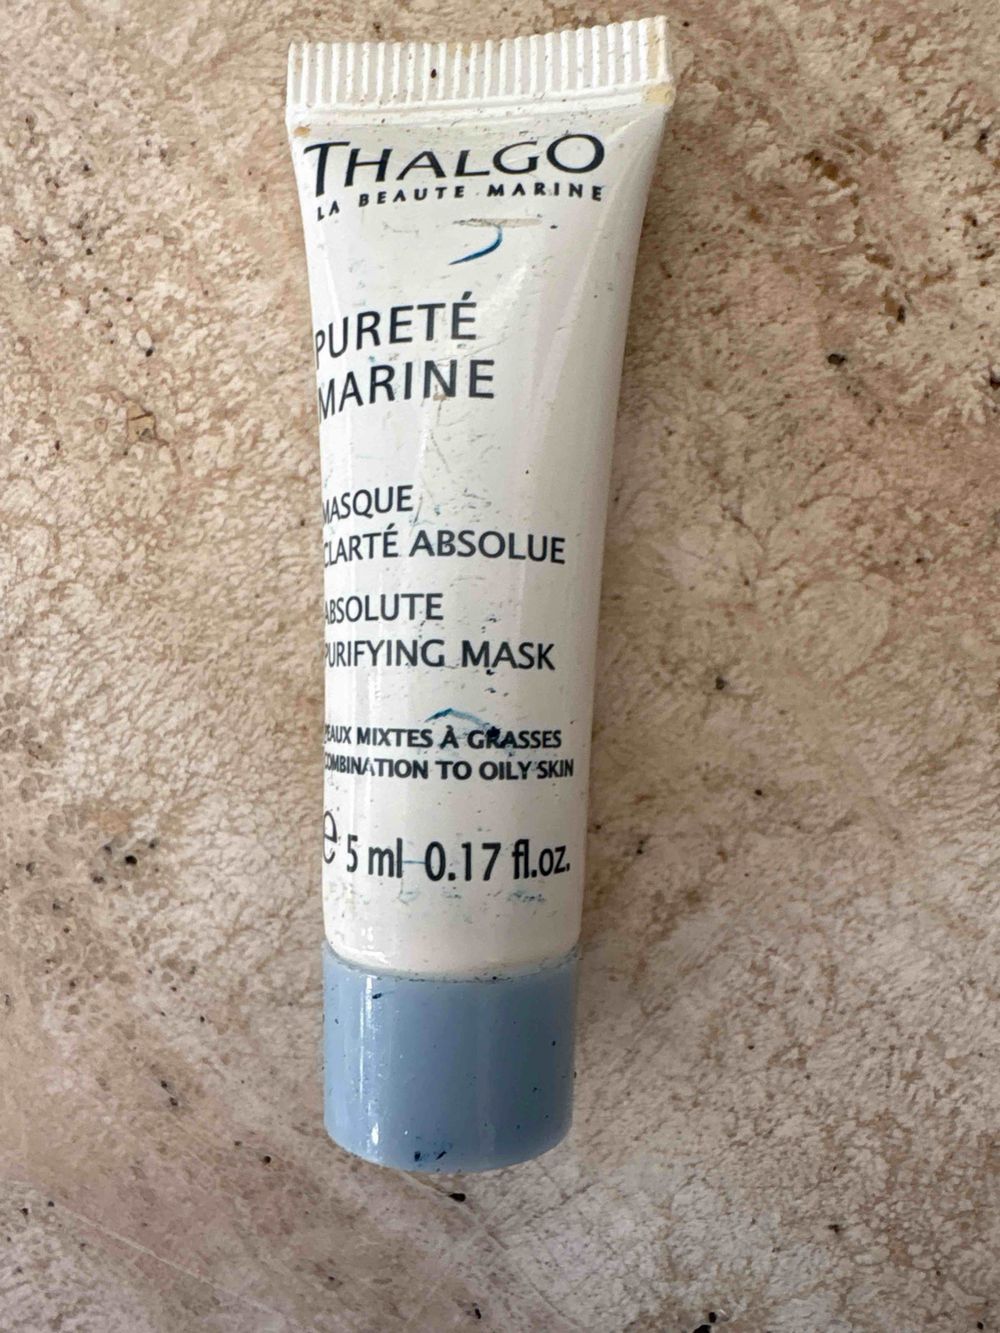 THALGO
LA BEAUTE MARINE
PURETÉ
MARINE
MASQUE
CLARTÉ ABSOLUE
ABSOLUTE
PURIFYING MASK
PEAUX MIXTES À GRASSES
COMBINATION TO OILY SKIN
e 5 ml 0.17 fl.oz.